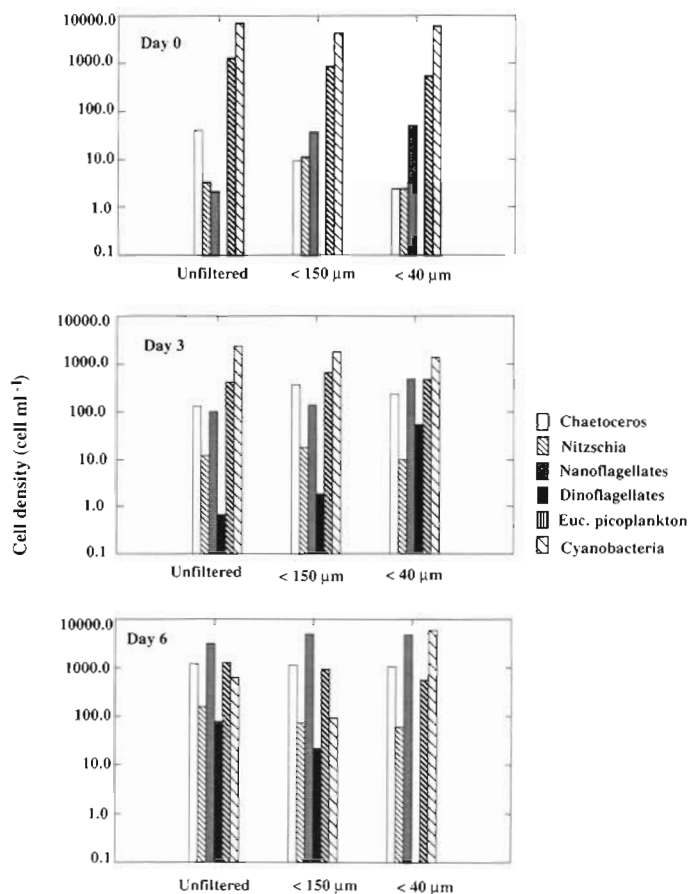 10000.0
Day 0
1000.0
100.0
10.0
1.0
0.1
Unfiltered < 150 µm < 40 µm
10000.0
Day 3
1000.0
100.0
10.0
1.0
0.1
Unfiltered < 150 µm < 40 µm
Cell density (cell ml⁻¹)
Chaetoceros
Nitzschia
Nanoflagellates
Dinoflagellates
Euc. picoplankton
Cyanobacteria
10000.0
Day 6
1000.0
100.0
10.0
1.0
0.1
Unfiltered < 150 µm < 40 µm